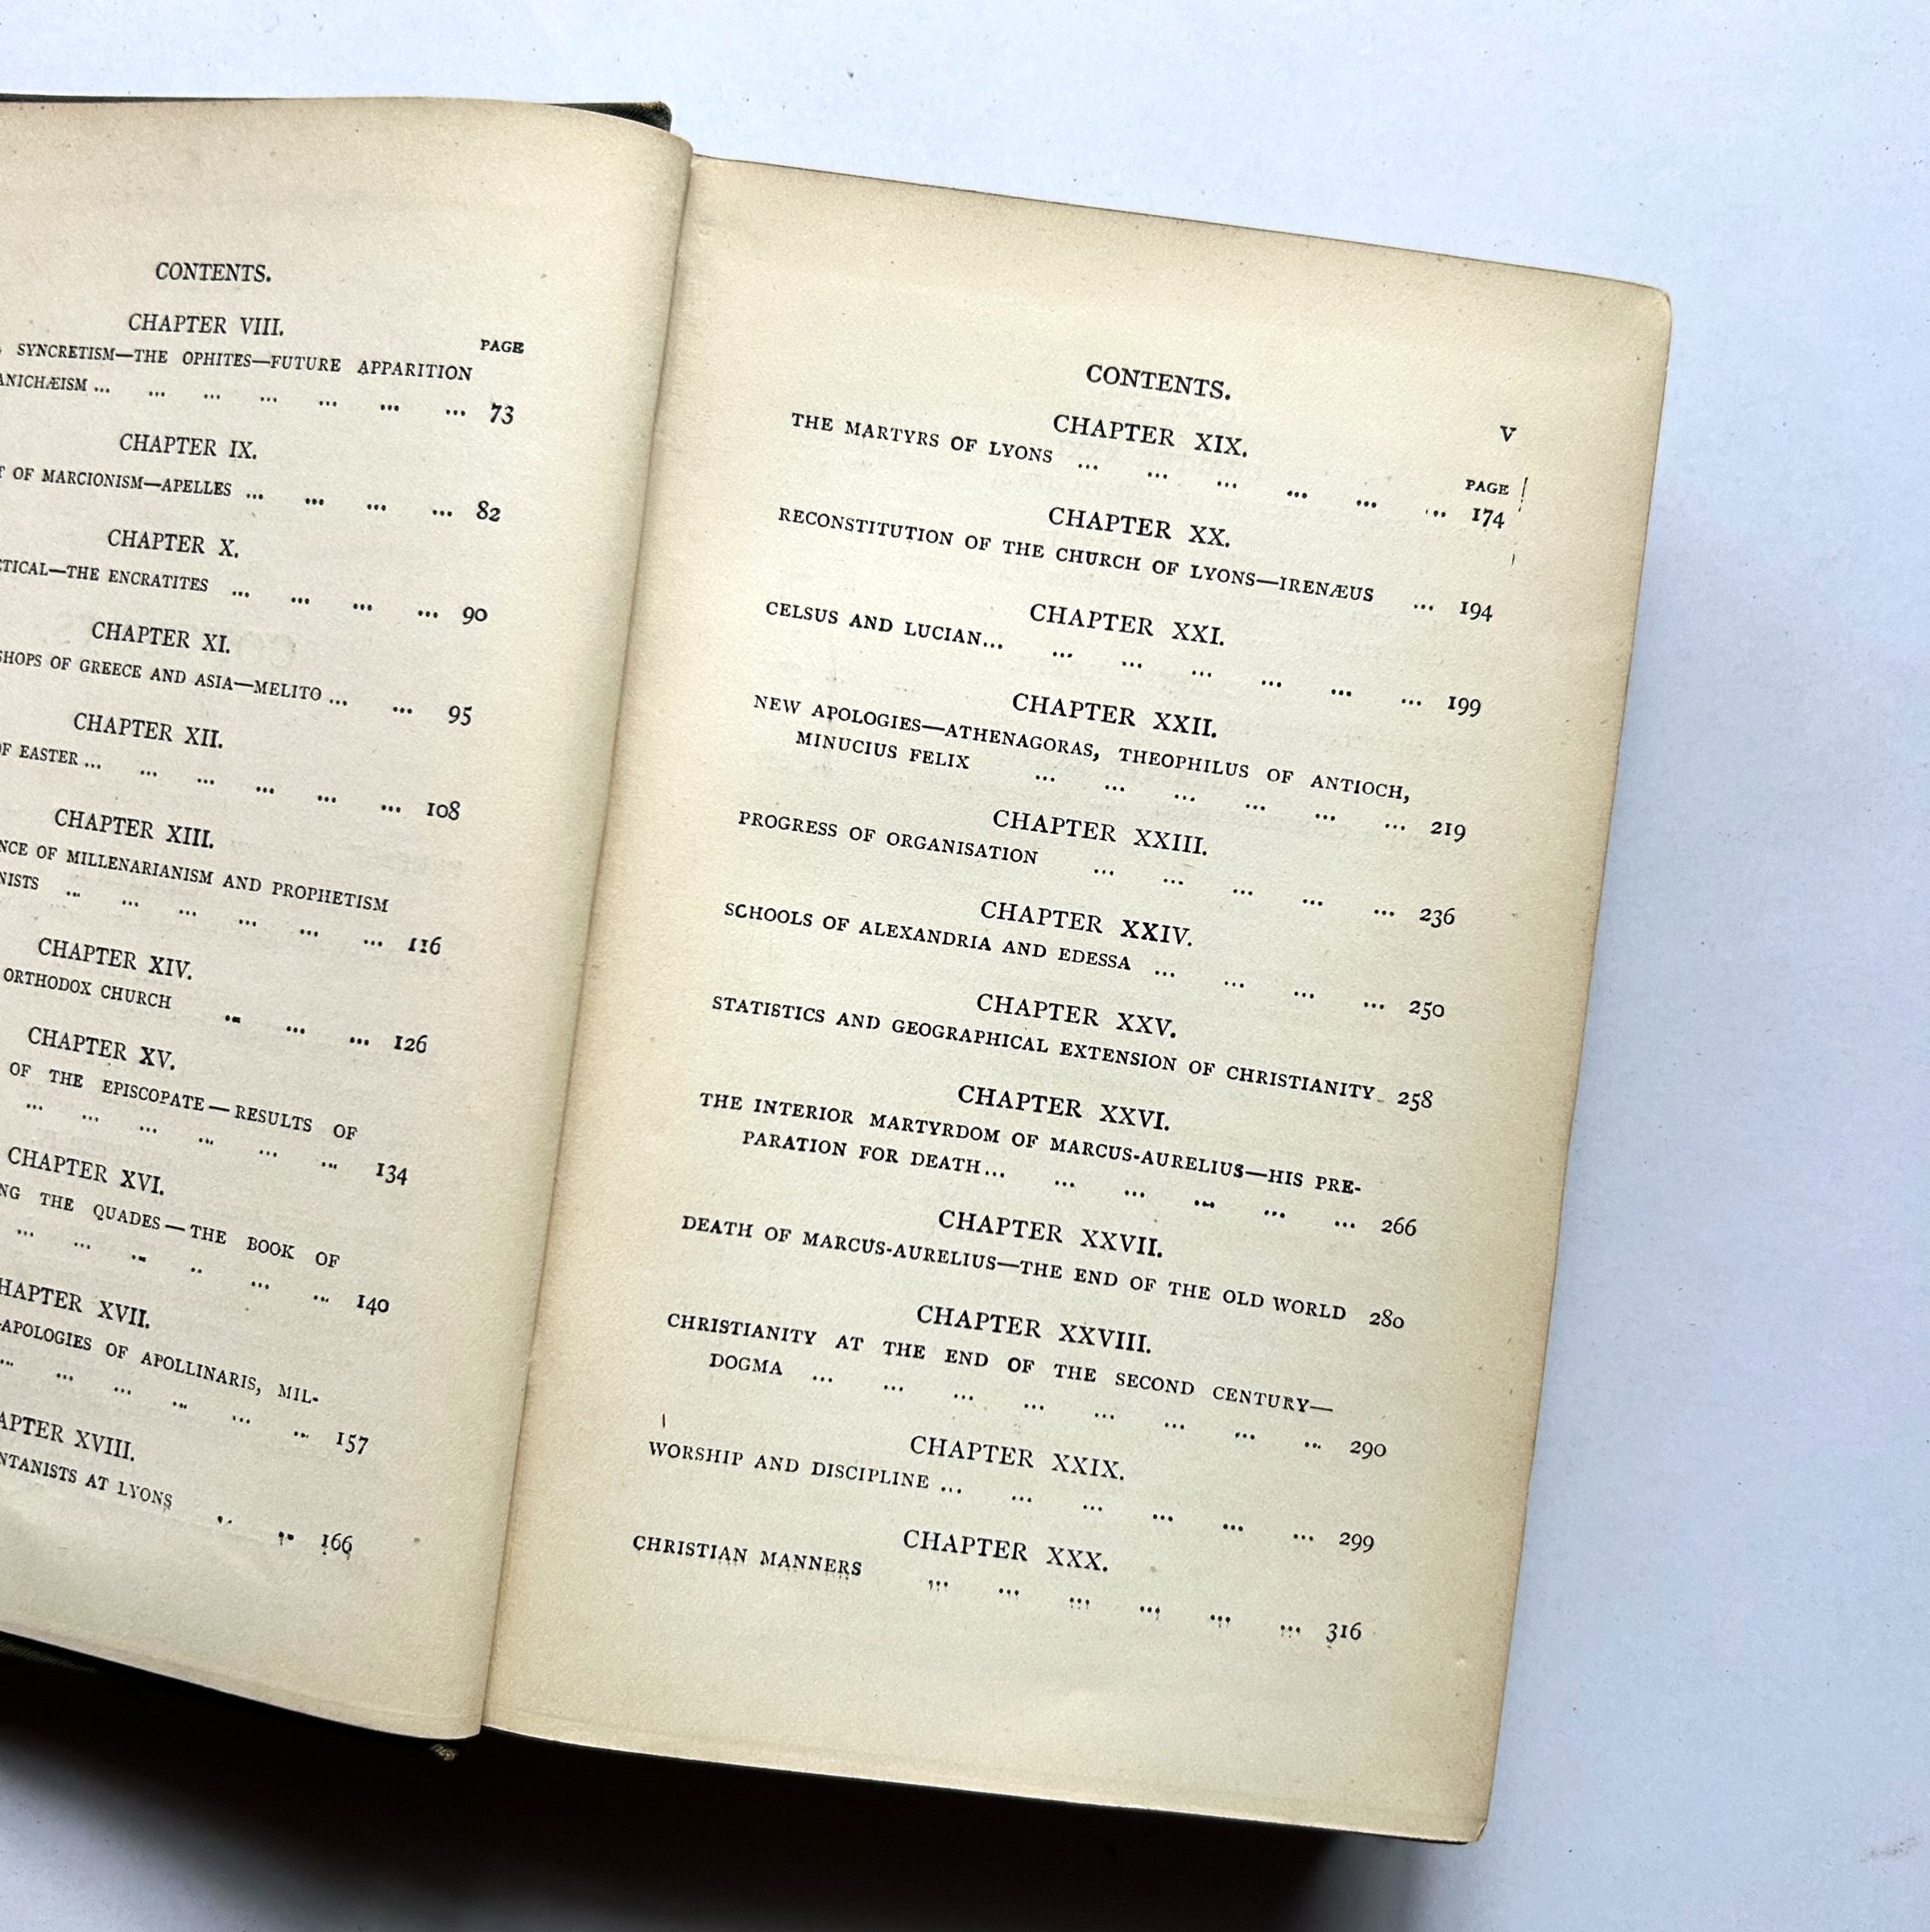 CONTENTS.
CHAPTER VIII.
PAGE
SYNCRETISM—THE OPHITES—FUTURE APPARITION
ANICHÆISM ... ... ... ... ... ... ... 73
CHAPTER IX.
OF MARCIONISM—APELLES ... ... ... ... 82
CHAPTER X.
ETICAL—THE ENCRATITES ... ... ... ... 90
CHAPTER XI.
SHOPS OF GREECE AND ASIA—MELITO ... ... 95
CHAPTER XII.
OF EASTER ... ... ... ... ... ... 108
CHAPTER XIII.
NCE OF MILLENARIANISM AND PROPHETISM
NISTS ... ... ... ... ... ... 116
CHAPTER XIV.
ORTHODOX CHURCH ... ... ... 126
CHAPTER XV.
OF THE EPISCOPATE—RESULTS OF
... ... ... ... ... ... 134
CHAPTER XVI.
NG THE QUADES—THE BOOK OF
... ... ... ... ... ... 140
HAPTER XVII.
—APOLOGIES OF APOLLINARIS, MIL-
... ... ... ... ... ... 157
APTER XVIII.
NTANISTS AT LYONS ... ... 166
CONTENTS. V
CHAPTER XIX.
PAGE
THE MARTYRS OF LYONS ... ... ... ... ... ... 174
CHAPTER XX.
RECONSTITUTION OF THE CHURCH OF LYONS—IRENÆUS ... 194
CHAPTER XXI.
CELSUS AND LUCIAN... ... ... ... ... ... ... 199
CHAPTER XXII.
NEW APOLOGIES—ATHENAGORAS, THEOPHILUS OF ANTIOCH,
MINUCIUS FELIX ... ... ... ... ... ... 219
CHAPTER XXIII.
PROGRESS OF ORGANISATION ... ... ... ... ... 236
CHAPTER XXIV.
SCHOOLS OF ALEXANDRIA AND EDESSA ... ... ... ... 250
CHAPTER XXV.
STATISTICS AND GEOGRAPHICAL EXTENSION OF CHRISTIANITY.. 258
CHAPTER XXVI.
THE INTERIOR MARTYRDOM OF MARCUS-AURELIUS—HIS PRE-
PARATION FOR DEATH... ... ... ... ... ... 266
CHAPTER XXVII.
DEATH OF MARCUS-AURELIUS—THE END OF THE OLD WORLD 280
CHAPTER XXVIII.
CHRISTIANITY AT THE END OF THE SECOND CENTURY—
DOGMA ... ... ... ... ... ... ... ... 290
CHAPTER XXIX.
WORSHIP AND DISCIPLINE ... ... ... ... ... ... 299
CHAPTER XXX.
CHRISTIAN MANNERS ... ... ... ... ... ... 316